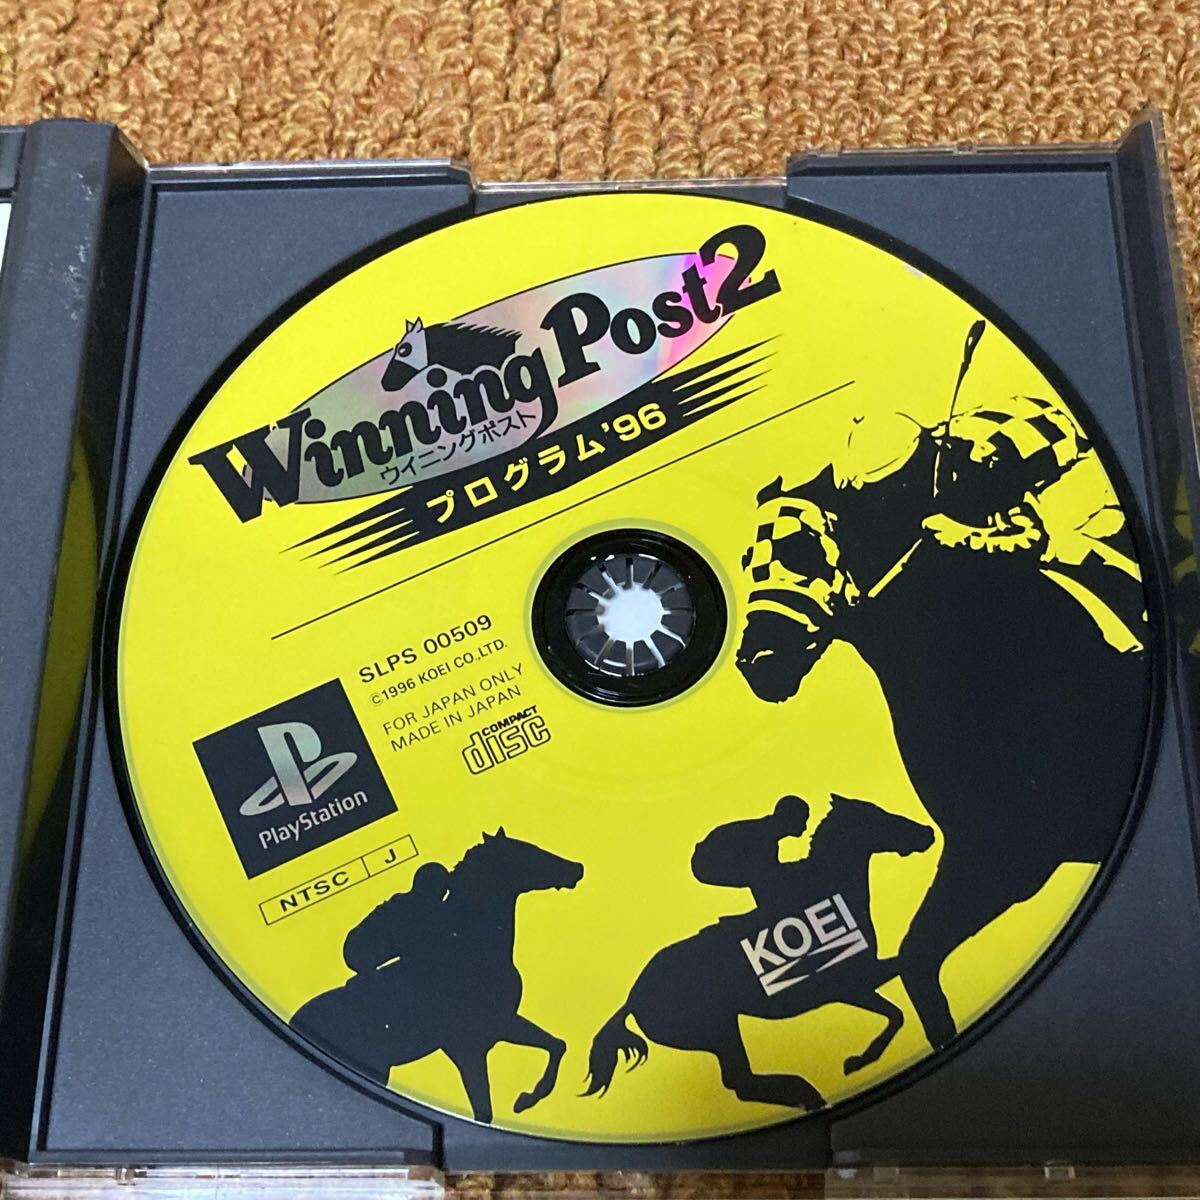 Winning Post2
ウイニングポスト
プログラム'96
SLPS 00509
©1996 KOEI CO.,LTD.
FOR JAPAN ONLY
MADE IN JAPAN
COMPACT
disc
PlayStation
NTSC J
KOEI